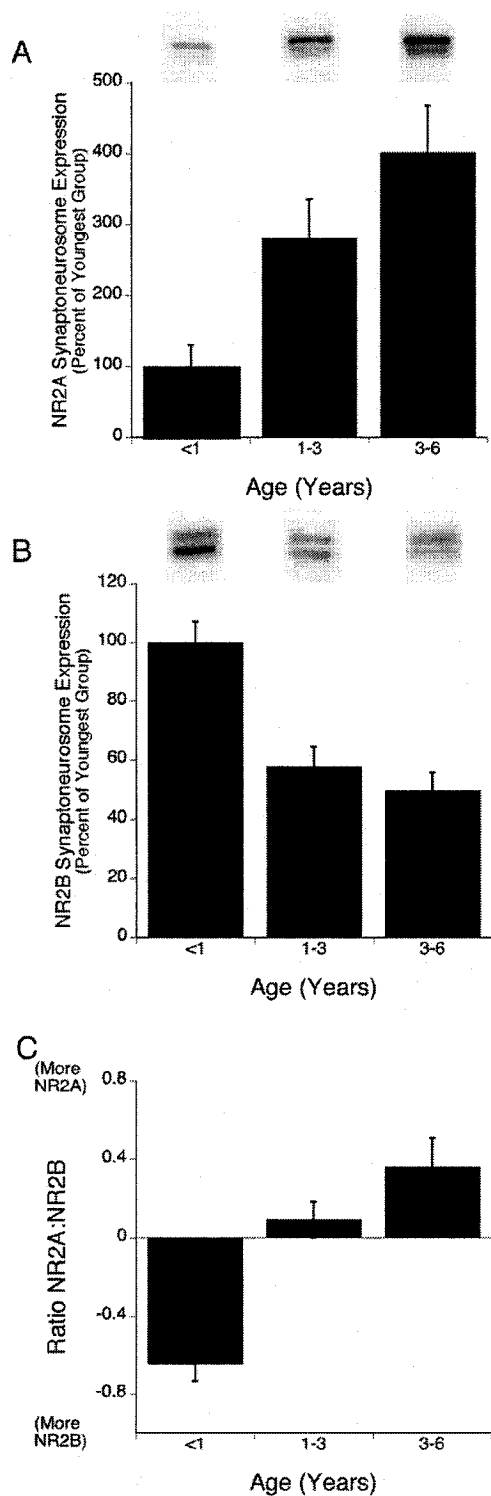 A
NR2A Synaptoneurosome Expression
(Percent of Youngest Group)
500
400
300
200
100
0
<1
1-3
3-6
Age (Years)
B
NR2B Synaptoneurosome Expression
(Percent of Youngest Group)
120
100
80
60
40
20
0
<1
1-3
3-6
Age (Years)
C
(More
NR2A)
Ratio NR2A:NR2B
0.8
0.4
0
-0.4
-0.8
(More
NR2B)
<1
1-3
3-6
Age (Years)